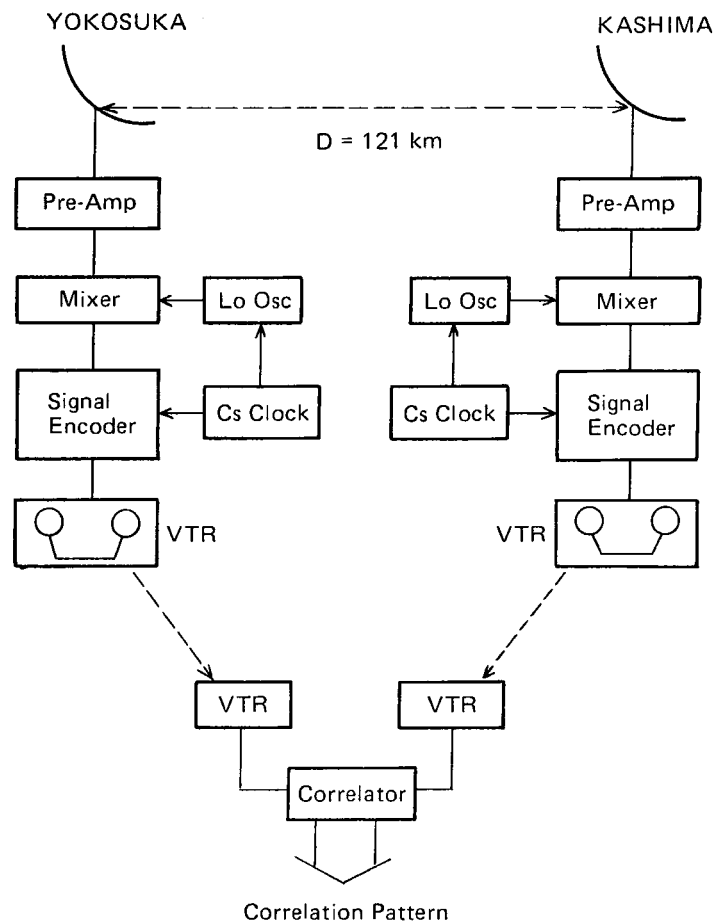 YOKOSUKA
KASHIMA
D = 121 km
Pre-Amp
Pre-Amp
Mixer
Lo Osc
Lo Osc
Mixer
Signal
Encoder
Cs Clock
Cs Clock
Signal
Encoder
VTR
VTR
VTR
VTR
Correlator
Correlation Pattern